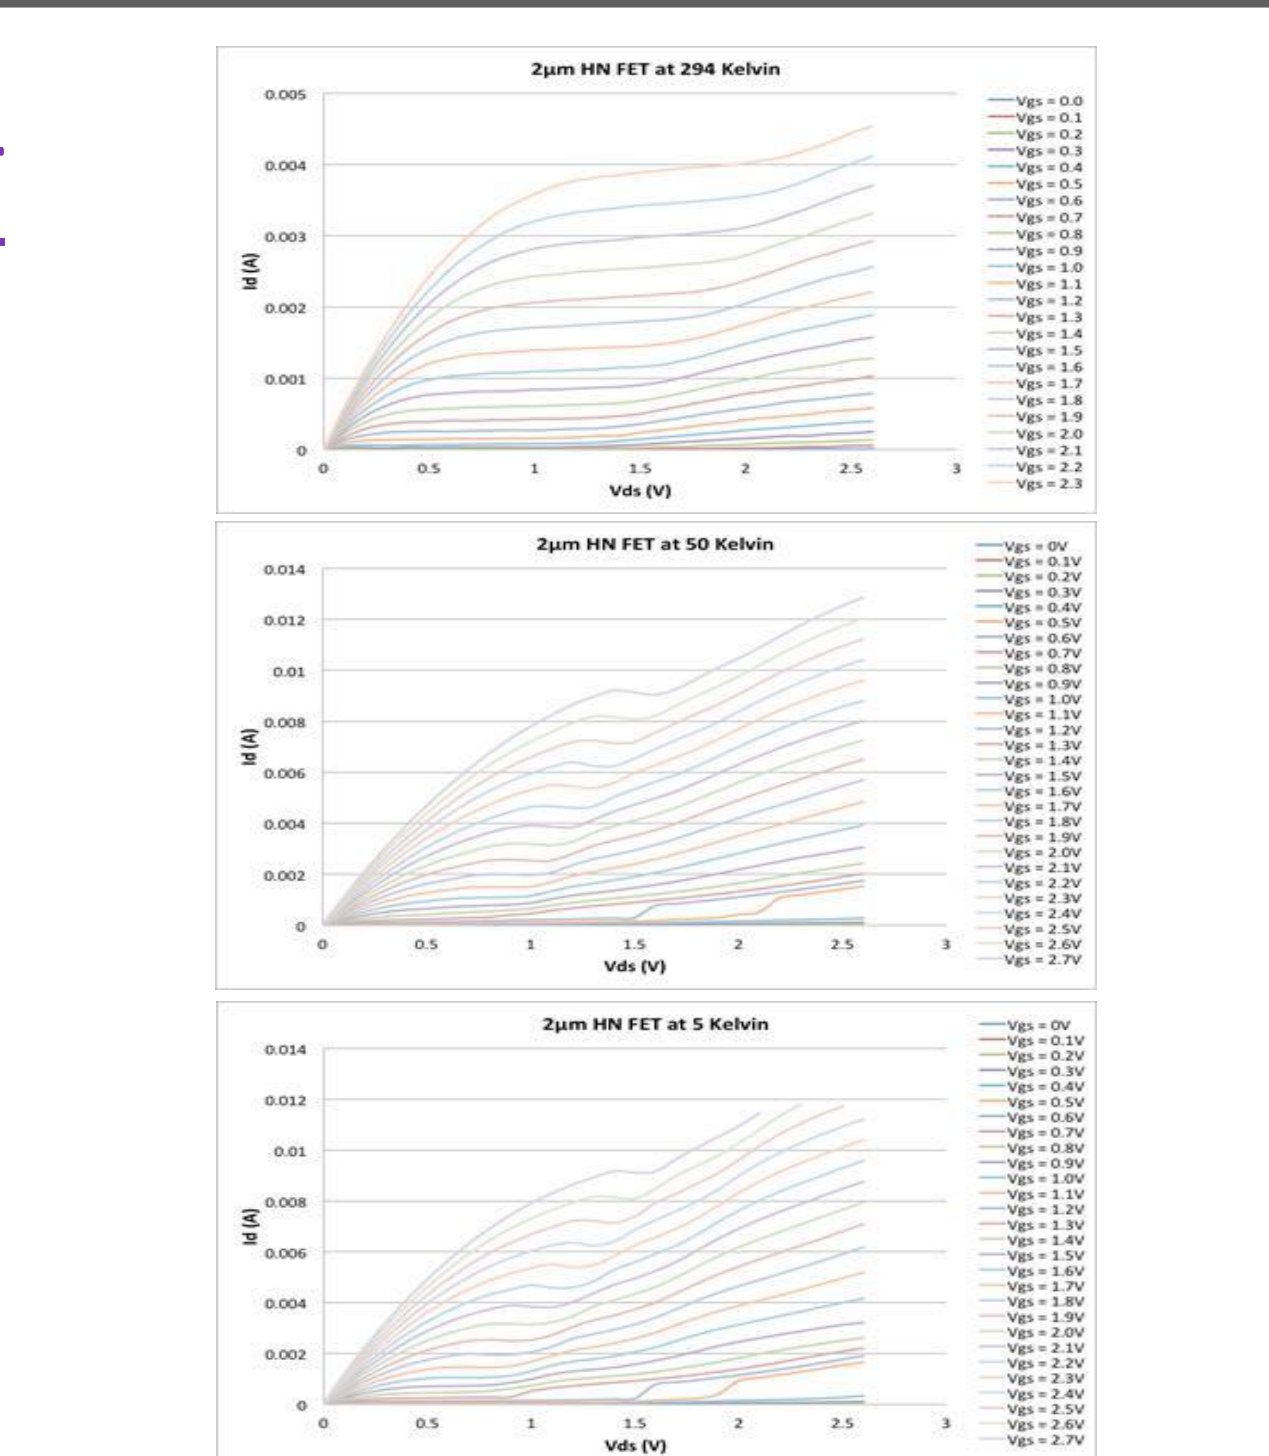 2µm HN FET at 294 Kelvin
0.005
0.004
0.003
0.002
0.001
0
Id (A)
0 0.5 1 1.5 2 2.5 3
Vds (V)
Vgs = 0.0
Vgs = 0.1
Vgs = 0.2
Vgs = 0.3
Vgs = 0.4
Vgs = 0.5
Vgs = 0.6
Vgs = 0.7
Vgs = 0.8
Vgs = 0.9
Vgs = 1.0
Vgs = 1.1
Vgs = 1.2
Vgs = 1.3
Vgs = 1.4
Vgs = 1.5
Vgs = 1.6
Vgs = 1.7
Vgs = 1.8
Vgs = 1.9
Vgs = 2.0
Vgs = 2.1
Vgs = 2.2
Vgs = 2.3
2µm HN FET at 50 Kelvin
0.014
0.012
0.01
0.008
0.006
0.004
0.002
0
Id (A)
0 0.5 1 1.5 2 2.5 3
Vds (V)
Vgs = 0V
Vgs = 0.1V
Vgs = 0.2V
Vgs = 0.3V
Vgs = 0.4V
Vgs = 0.5V
Vgs = 0.6V
Vgs = 0.7V
Vgs = 0.8V
Vgs = 0.9V
Vgs = 1.0V
Vgs = 1.1V
Vgs = 1.2V
Vgs = 1.3V
Vgs = 1.4V
Vgs = 1.5V
Vgs = 1.6V
Vgs = 1.7V
Vgs = 1.8V
Vgs = 1.9V
Vgs = 2.0V
Vgs = 2.1V
Vgs = 2.2V
Vgs = 2.3V
Vgs = 2.4V
Vgs = 2.5V
Vgs = 2.6V
Vgs = 2.7V
2µm HN FET at 5 Kelvin
0.014
0.012
0.01
0.008
0.006
0.004
0.002
0
Id (A)
0 0.5 1 1.5 2 2.5 3
Vds (V)
Vgs = 0V
Vgs = 0.1V
Vgs = 0.2V
Vgs = 0.3V
Vgs = 0.4V
Vgs = 0.5V
Vgs = 0.6V
Vgs = 0.7V
Vgs = 0.8V
Vgs = 0.9V
Vgs = 1.0V
Vgs = 1.1V
Vgs = 1.2V
Vgs = 1.3V
Vgs = 1.4V
Vgs = 1.5V
Vgs = 1.6V
Vgs = 1.7V
Vgs = 1.8V
Vgs = 1.9V
Vgs = 2.0V
Vgs = 2.1V
Vgs = 2.2V
Vgs = 2.3V
Vgs = 2.4V
Vgs = 2.5V
Vgs = 2.6V
Vgs = 2.7V